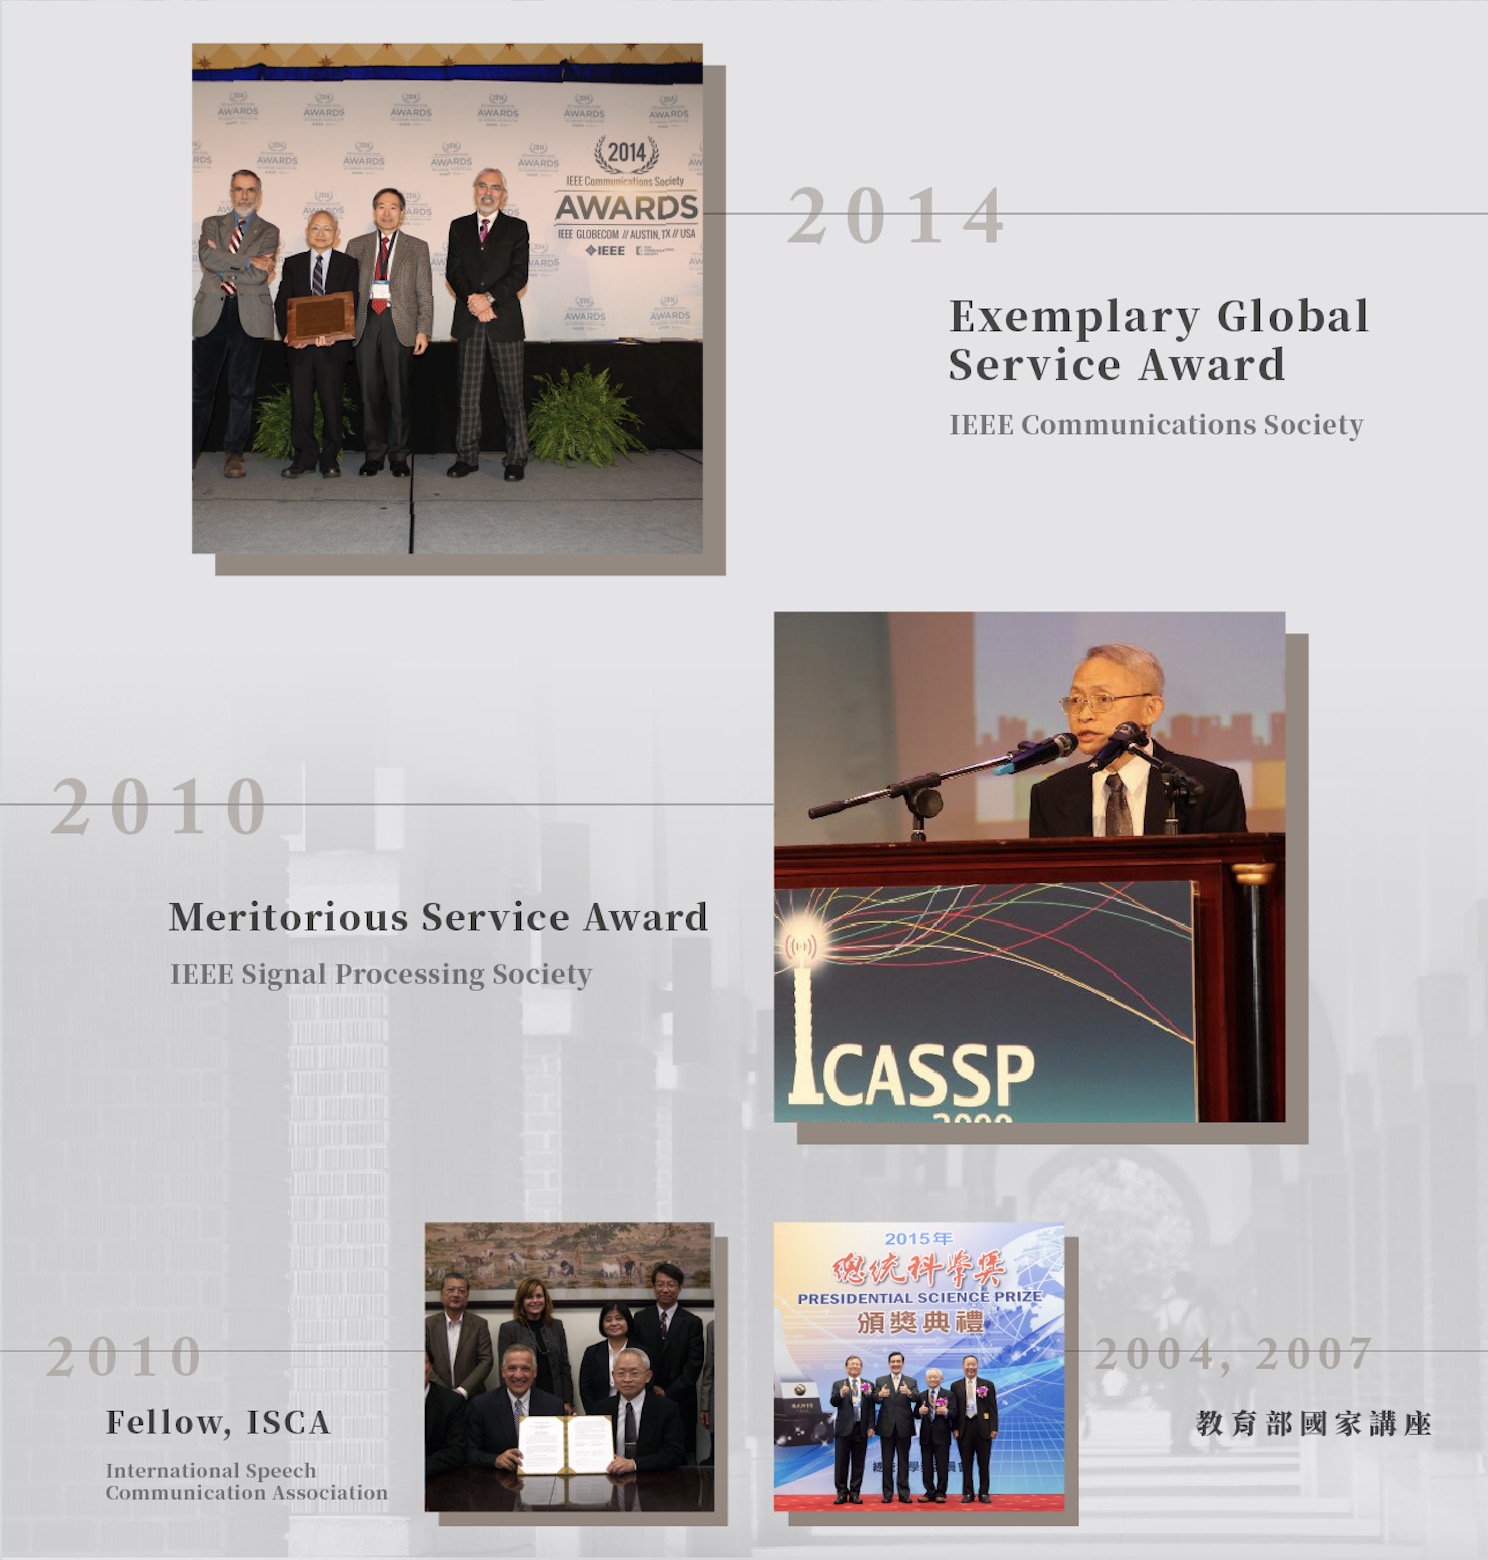 2014
IEEE Communications Society
AWARDS
IEEE GLOBECOM // AUSTIN, TX // USA
IEEE
2014
Exemplary Global
Service Award
IEEE Communications Society
2010
Meritorious Service Award
IEEE Signal Processing Society
ICASSP
2010
Fellow, ISCA
International Speech
Communication Association
2015年
總統科學獎
PRESIDENTIAL SCIENCE PRIZE
頒獎典禮
2004, 2007
教育部國家講座